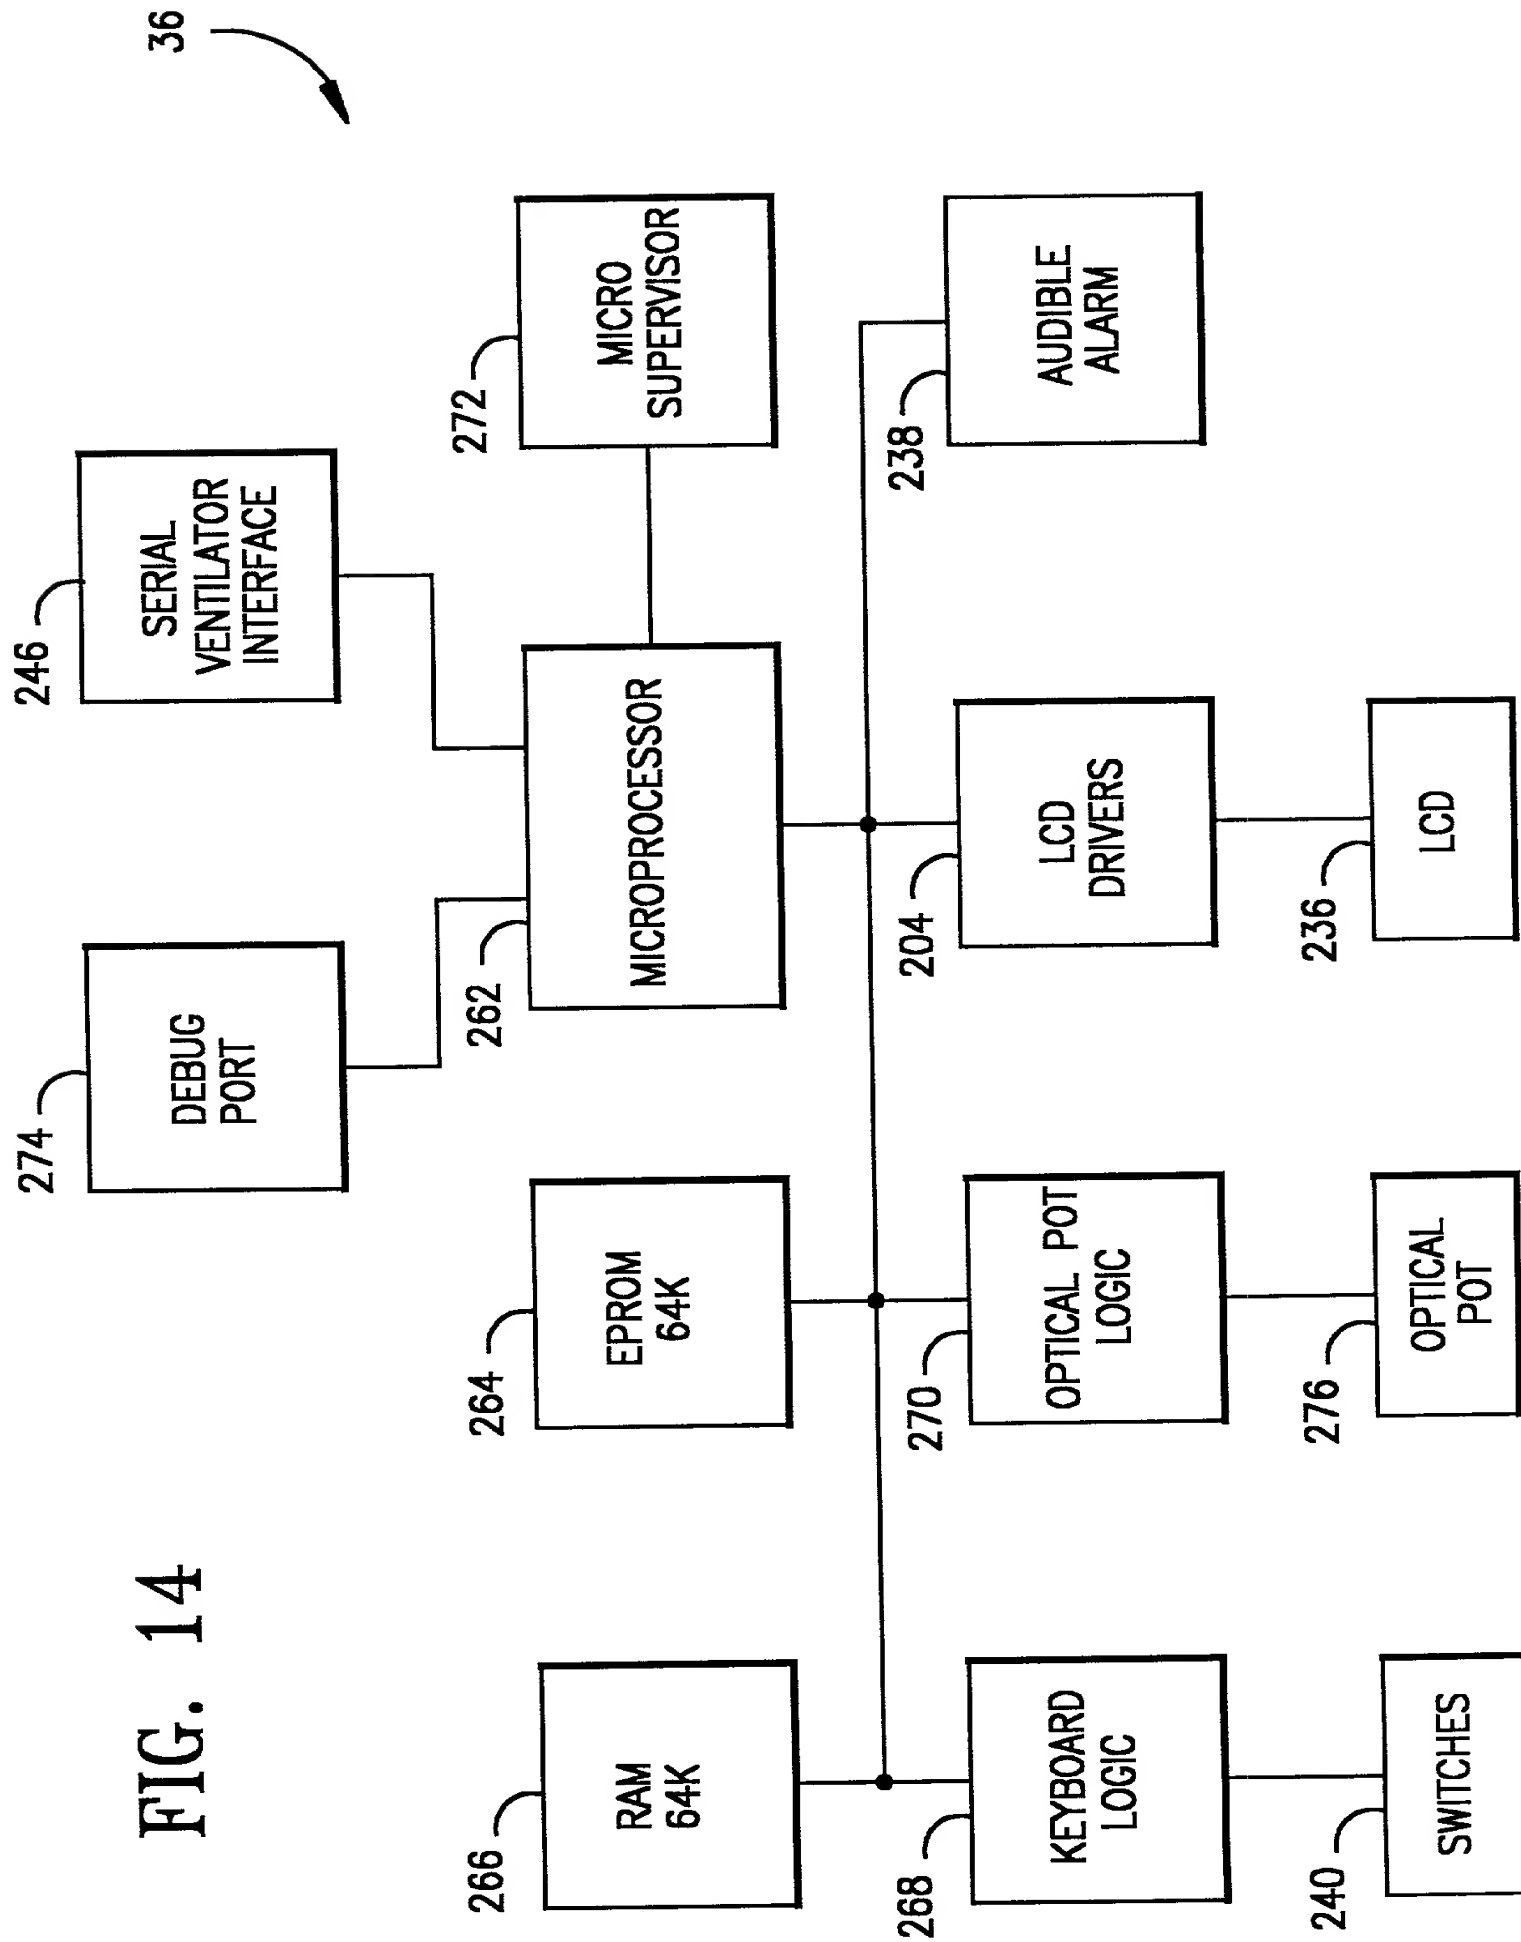 FIG. 14
36
274
DEBUG
PORT
246
SERIAL
VENTILATOR
INTERFACE
266
RAM
64K
264
EPROM
64K
262
MICROPROCESSOR
272
MICRO
SUPERVISOR
268
KEYBOARD
LOGIC
270
OPTICAL POT
LOGIC
204
LCD
DRIVERS
238
AUDIBLE
ALARM
240
SWITCHES
276
OPTICAL
POT
236
LCD